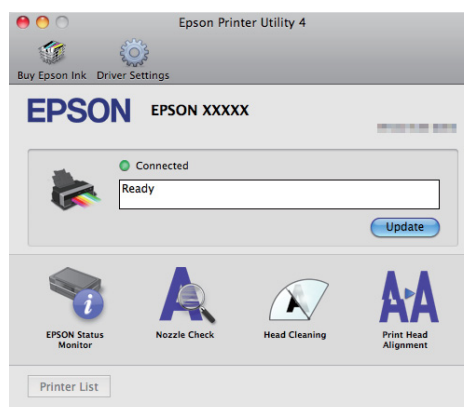 Epson Printer Utility 4
Buy Epson Ink Driver Settings
EPSON EPSON XXXXX
Connected
Ready
Update
EPSON Status
Monitor
Nozzle Check
Head Cleaning
Print Head
Alignment
Printer List